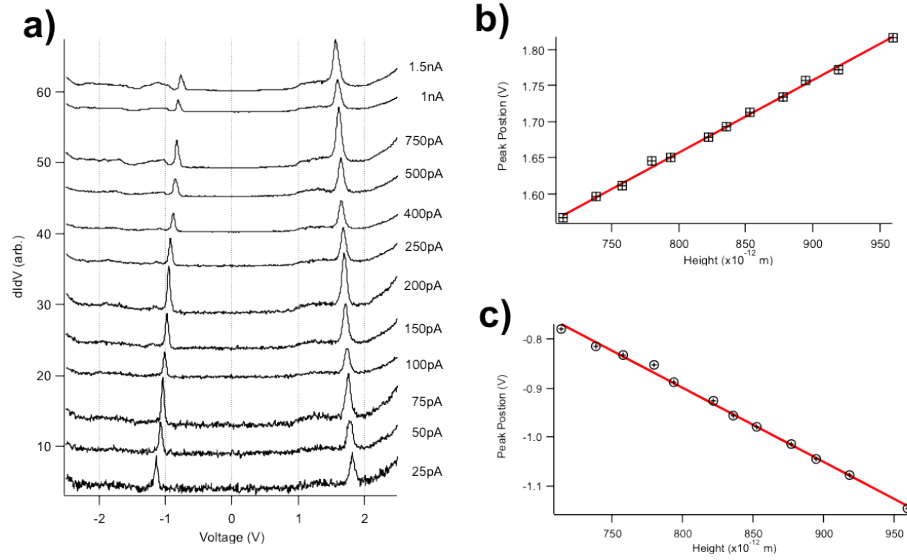 a)
dIdV (arb.)
60
50
40
30
20
10
1.5nA
1nA
750pA
500pA
400pA
250pA
200pA
150pA
100pA
75pA
50pA
25pA
-2
-1
0
1
2
Voltage (V)
b)
Peak Postion (V)
1.80
1.75
1.70
1.65
1.60
750
800
850
900
950
Height (x10⁻¹² m)
c)
Peak Postion (V)
-0.8
-0.9
-1.0
-1.1
750
800
850
900
950
Height (x10⁻¹² m)